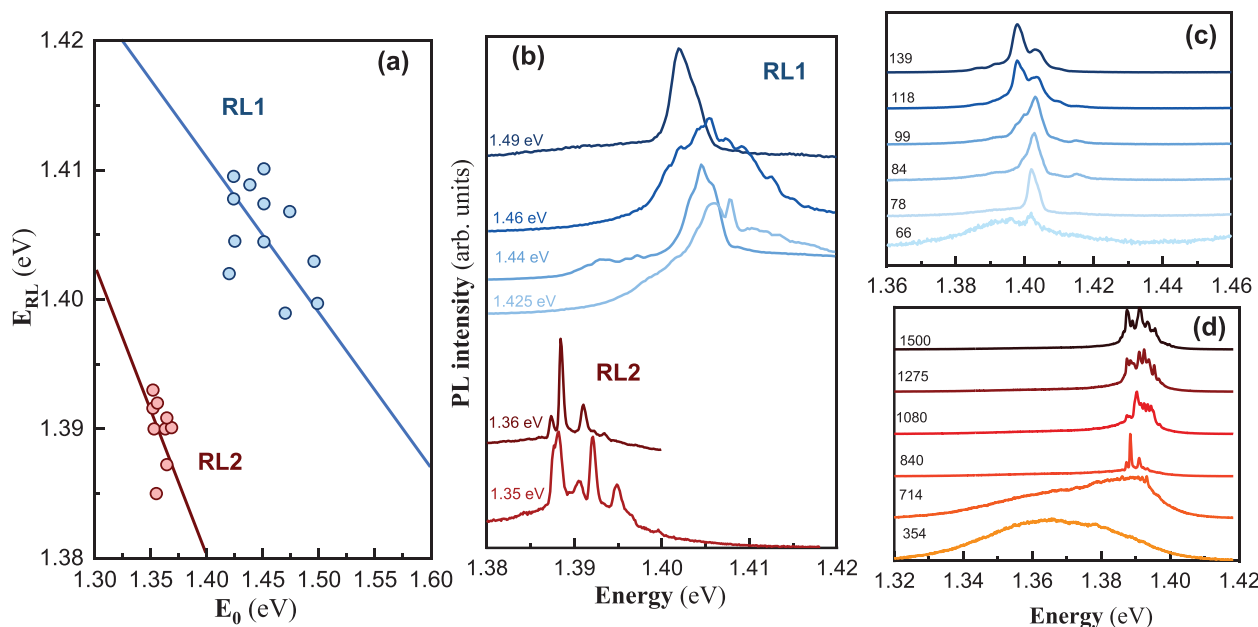 (a)
RL1
RL2
1.42
1.41
1.40
1.39
1.38
E_RL (eV)
1.30 1.35 1.40 1.45 1.50 1.55 1.60
E_0 (eV)
(b)
RL1
1.49 eV
1.46 eV
1.44 eV
1.425 eV
RL2
1.36 eV
1.35 eV
PL intensity (arb. units)
1.38 1.39 1.40 1.41 1.42
Energy (eV)
(c)
139
118
99
84
78
66
1.36 1.38 1.40 1.42 1.44 1.46
(d)
1500
1275
1080
840
714
354
1.32 1.34 1.36 1.38 1.40 1.42
Energy (eV)